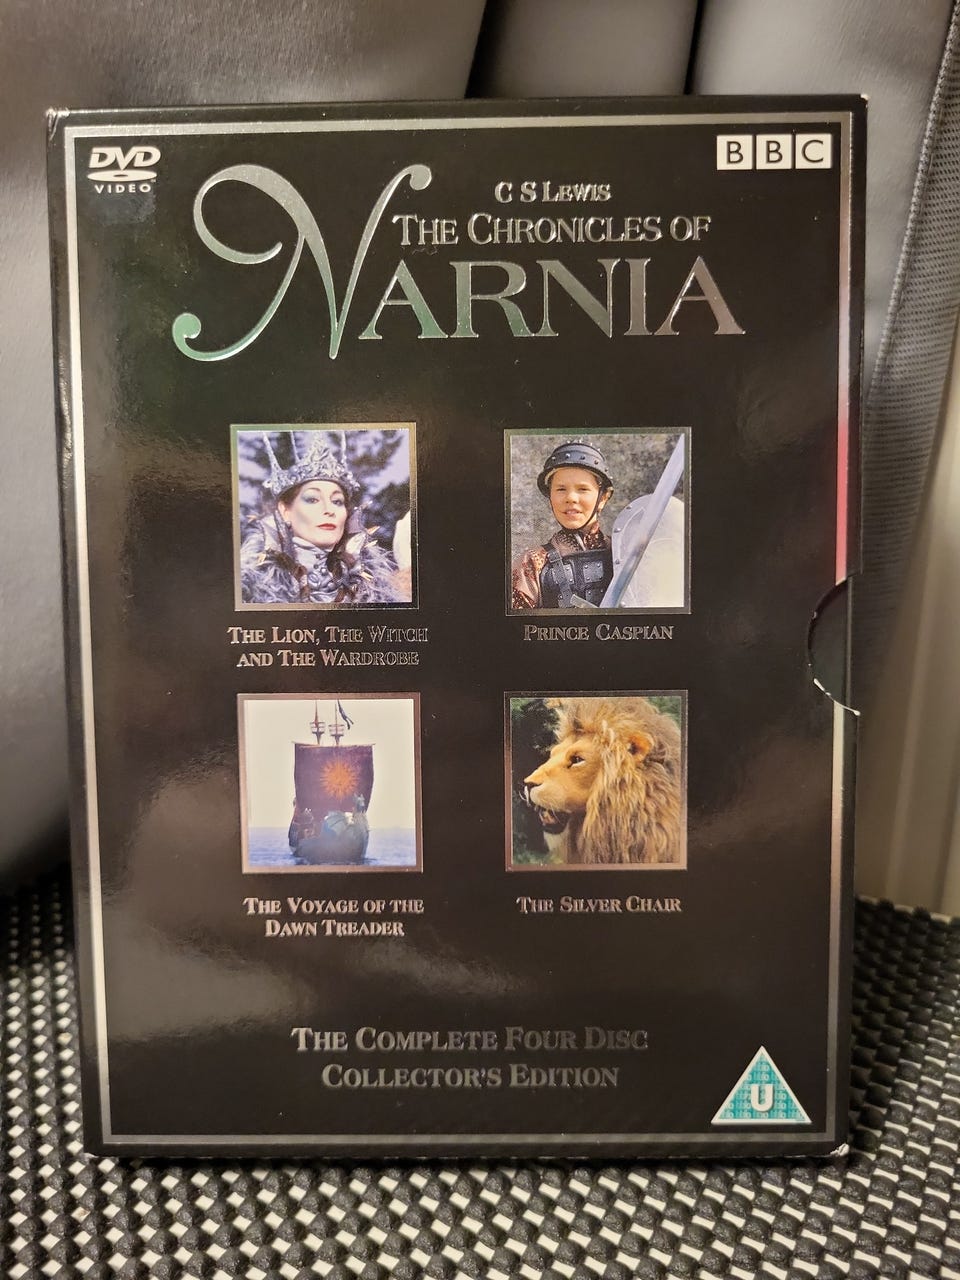 DVD
VIDEO
BBC
C S LEWIS
THE CHRONICLES OF
NARNIA
THE LION, THE WITCH
AND THE WARDROBE
PRINCE CASPIAN
THE VOYAGE OF THE
DAWN TREADER
THE SILVER CHAIR
THE COMPLETE FOUR DISC
COLLECTOR'S EDITION
U